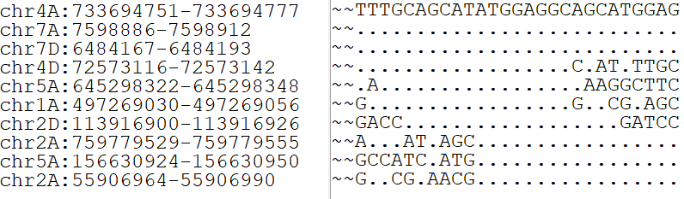 chr4A:733694751-733694777 ~~TTTGCAGCATATGGAGGCAGCATGGAG
chr7A:7598886-7598912 ~~...........................
chr7D:6484167-6484193 ~~...........................
chr4D:72573116-72573142 ~~..................C.AT.TTGC
chr5A:645298322-645298348 ~~.A.................AAGGCTTC
chr1A:497269030-497269056 ~~G.................G..CG.AGC
chr2D:113916900-113916926 ~~GACC..................GATCC
chr2A:759779529-759779555 ~~A...AT.AGC.................
chr5A:156630924-156630950 ~~GCCATC.ATG.................
chr2A:55906964-55906990 ~~G..CG.AACG.................